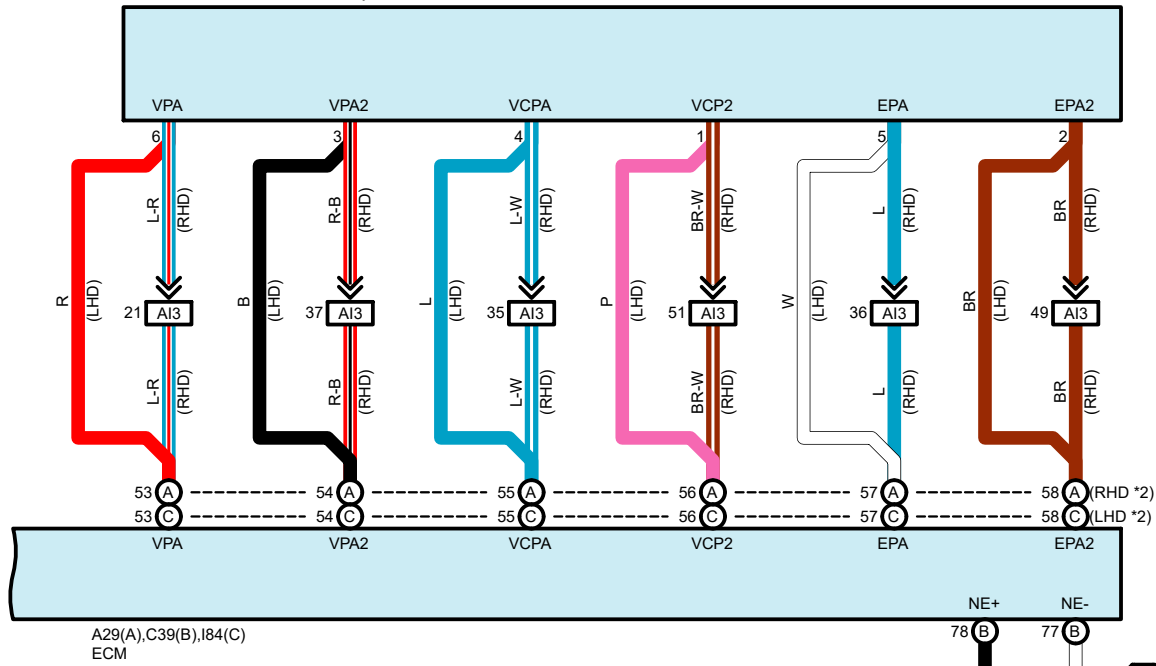 VPA VPA2 VCPA VCP2 EPA EPA2
6 3 4 1 5 2
R (LHD) L-R (RHD) B (LHD) R-B (RHD) L (LHD) L-W (RHD) P (LHD) BR-W (RHD) W (LHD) L (RHD) BR (LHD) BR (RHD)
21 AI3 37 AI3 35 AI3 51 AI3 36 AI3 49 AI3
L-R (RHD) R-B (RHD) L-W (RHD) BR-W (RHD) L (RHD) BR (RHD)
53 A 54 A 55 A 56 A 57 A 58 A (RHD *2)
53 C 54 C 55 C 56 C 57 C 58 C (LHD *2)
VPA VPA2 VCPA VCP2 EPA EPA2
NE+ NE-
78 B 77 B
A29(A),C39(B),I84(C)
ECM